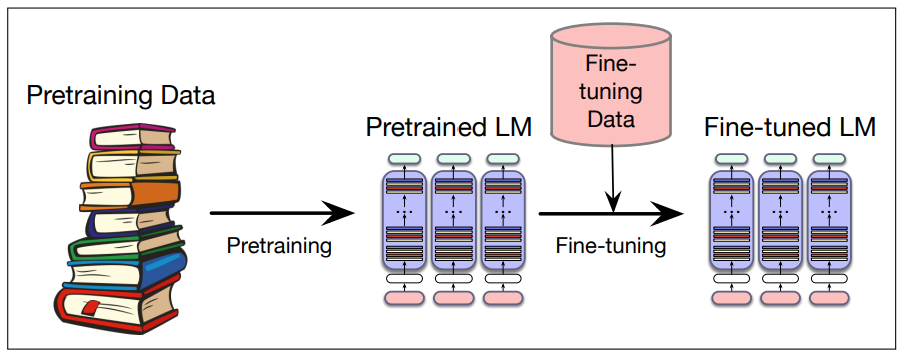 Pretraining Data
Pretraining
Pretrained LM
Fine-
tuning
Data
Fine-tuning
Fine-tuned LM